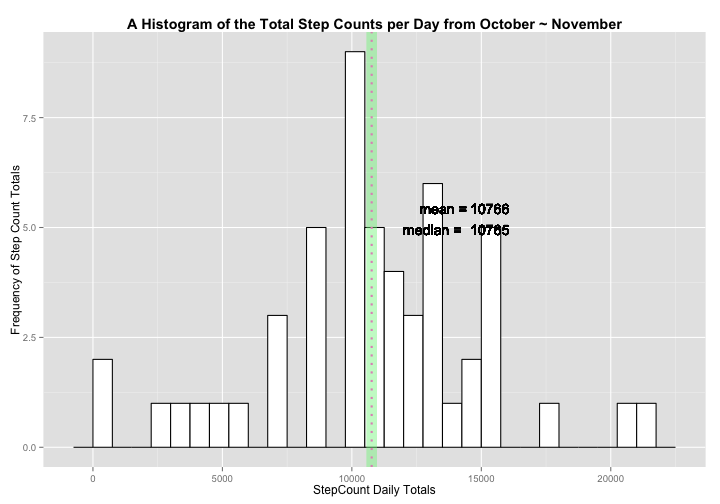 A Histogram of the Total Step Counts per Day from October ~ November
Frequency of Step Count Totals
7.5
5.0
2.5
0.0
mean = 10766
median = 10765
0 5000 10000 15000 20000
StepCount Daily Totals